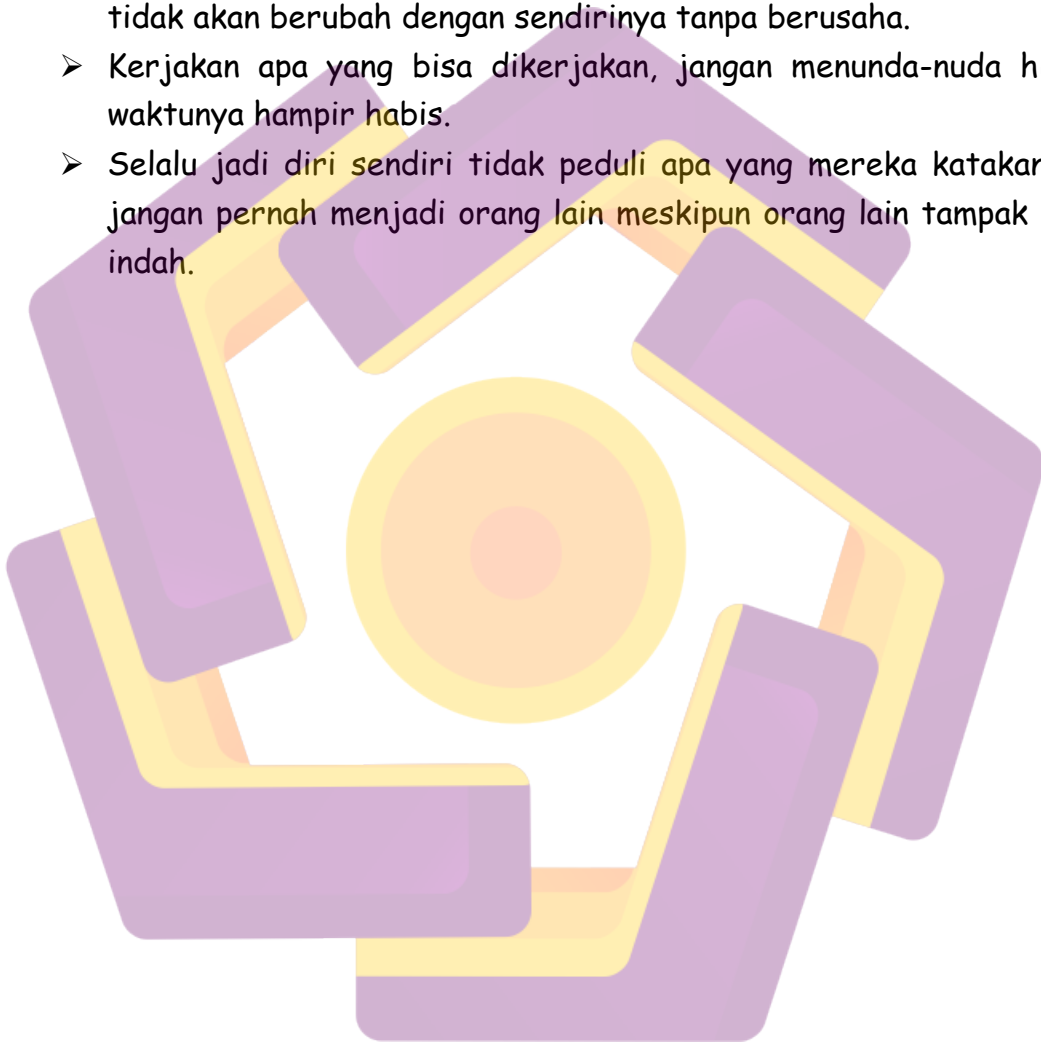 tidak akan berubah dengan sendirinya tanpa berusaha.
➢ Kerjakan apa yang bisa dikerjakan, jangan menunda-nuda
waktunya hampir habis.
➢ Selalu jadi diri sendiri tidak peduli apa yang mereka katakan
jangan pernah menjadi orang lain meskipun orang lain tampak
indah.